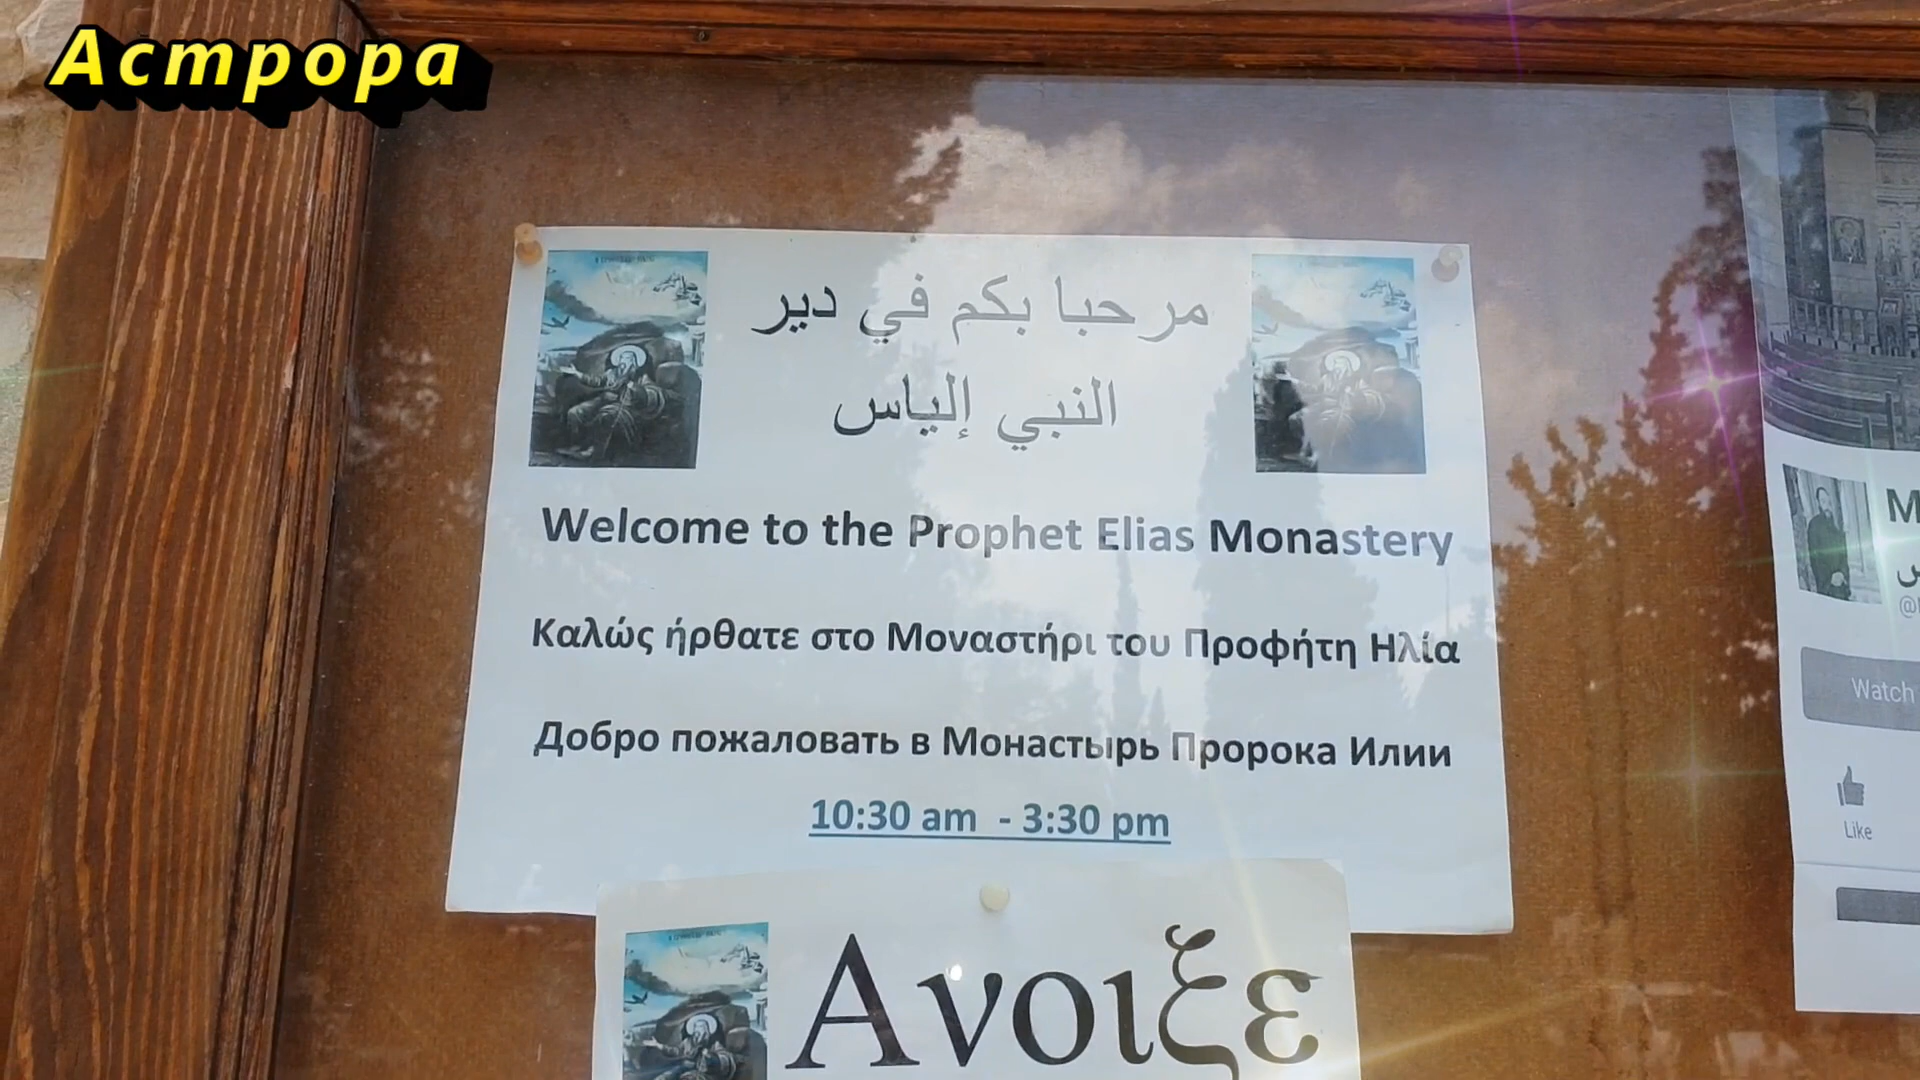 Астрора
مرحبا بكم في دير
النبي إلياس
Welcome to the Prophet Elias Monastery
Καλώς ήρθατε στο Μοναστήρι του Προφήτη Ηλία
Добро пожаловать в Монастырь Пророка Илии
10:30 am - 3:30 pm
Ανοιξε
Watch
Like